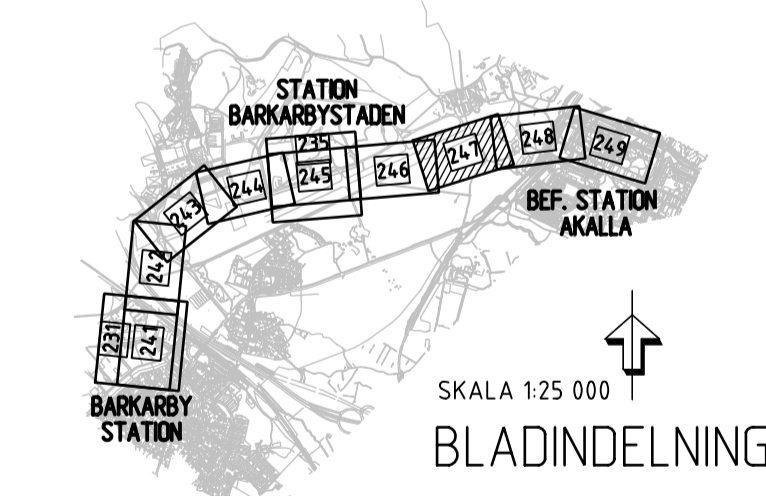 STATION
BARKARBYSTADEN
235
245
246
247
248
249
244
243
242
231
241
BEF. STATION
AKALLA
BARKARBY
STATION
SKALA 1:25 000
BLADINDELNING